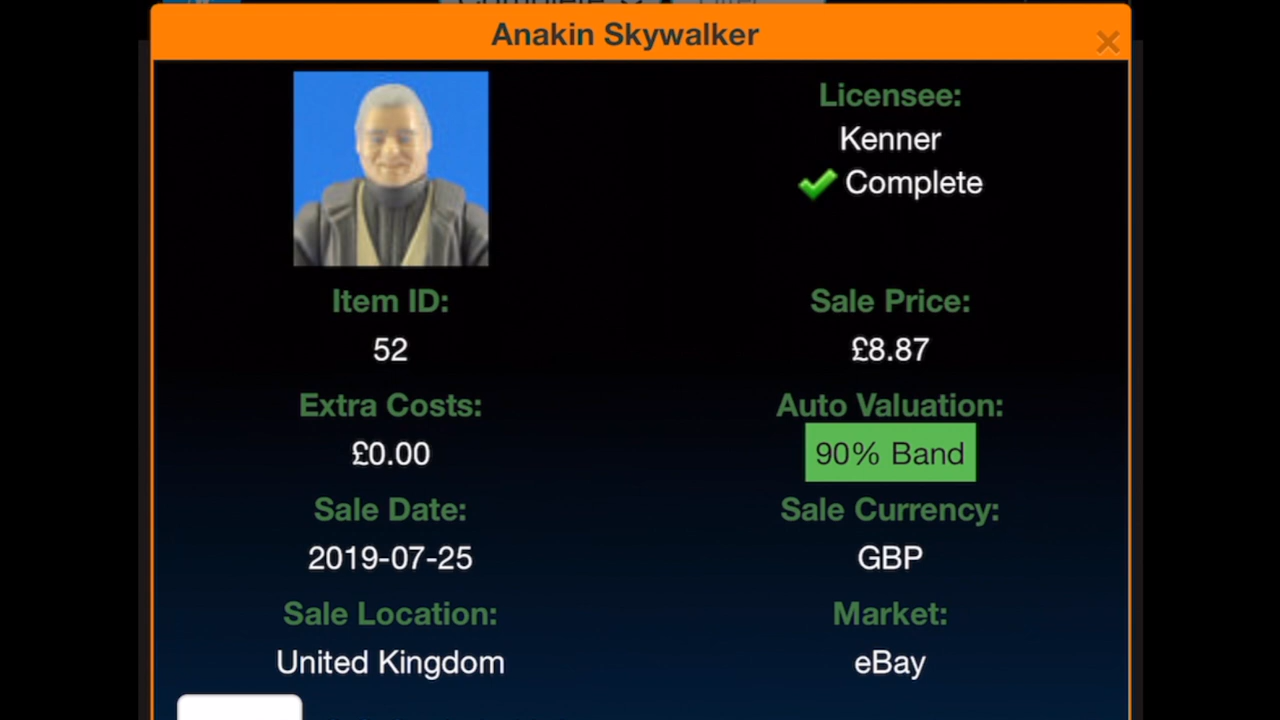 Anakin Skywalker
Licensee:
Kenner
Complete
Item ID:
52
Sale Price:
£8.87
Extra Costs:
£0.00
Auto Valuation:
90% Band
Sale Date:
2019-07-25
Sale Currency:
GBP
Sale Location:
United Kingdom
Market:
eBay